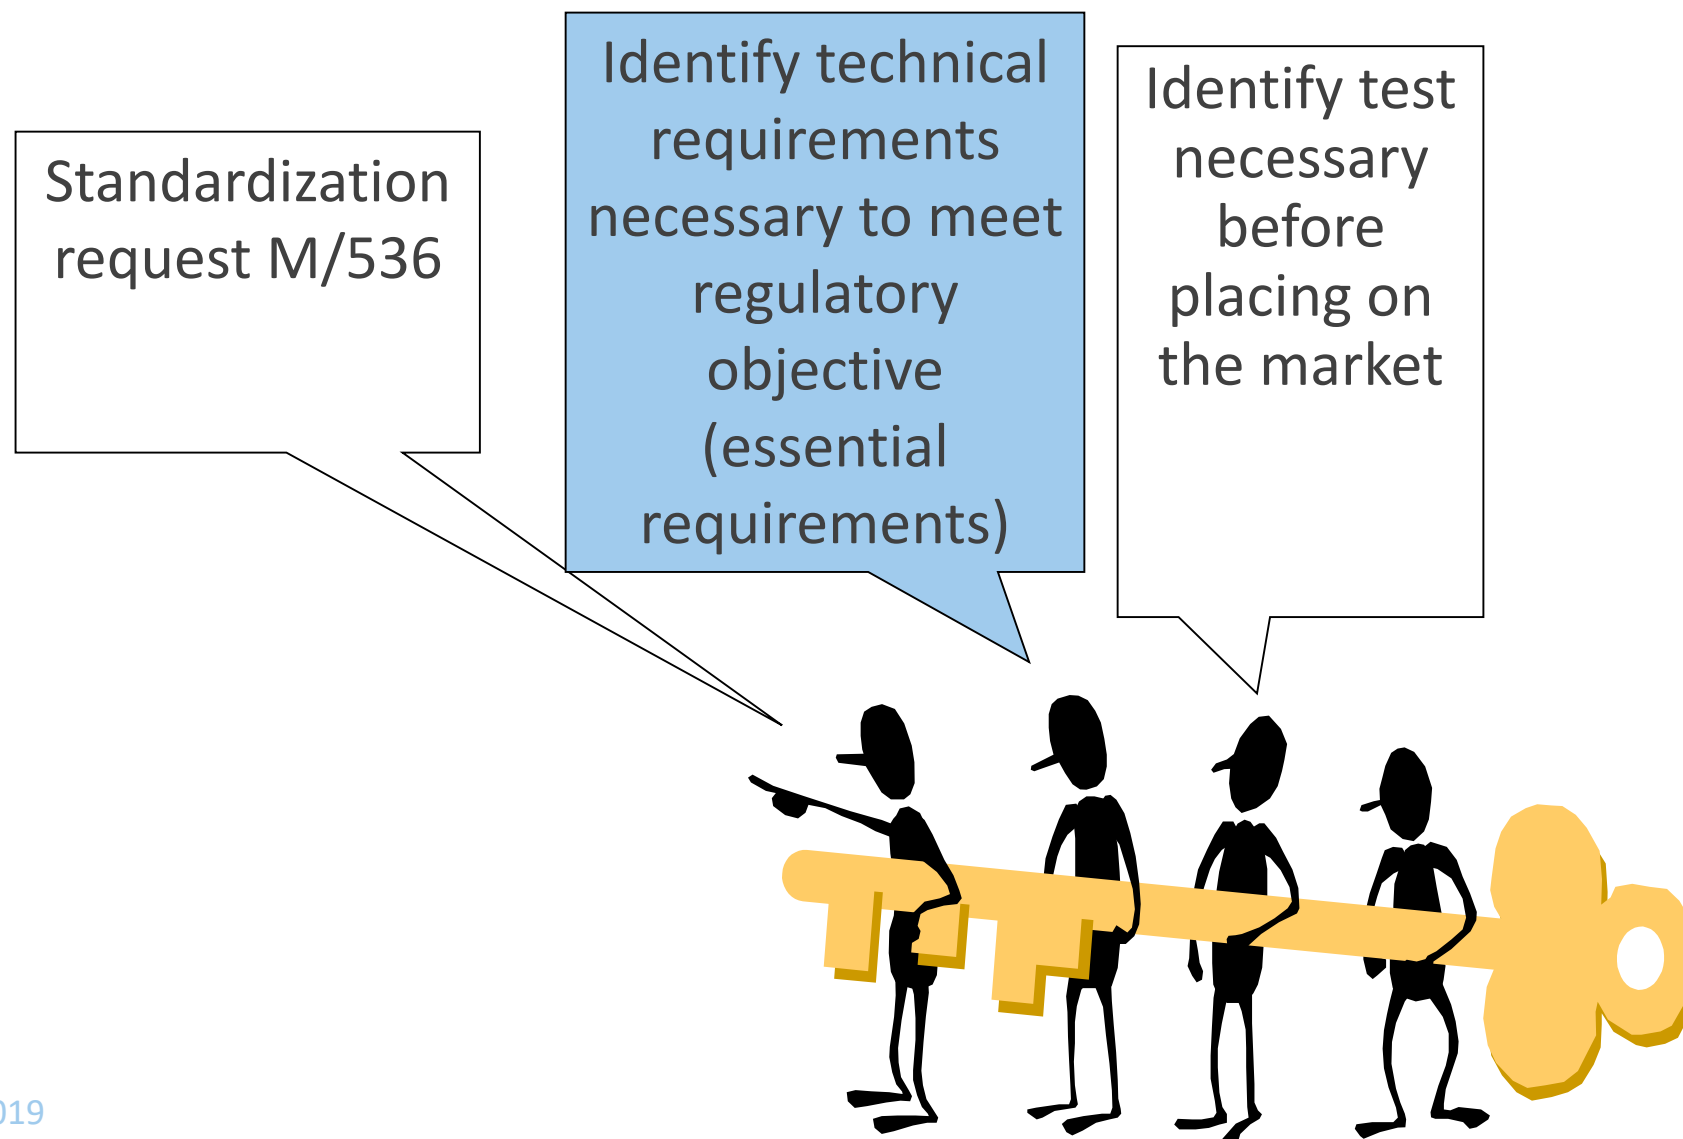 Standardization
request M/536
Identify technical
requirements
necessary to meet
regulatory
objective
(essential
requirements)
Identify test
necessary
before
placing on
the market
019